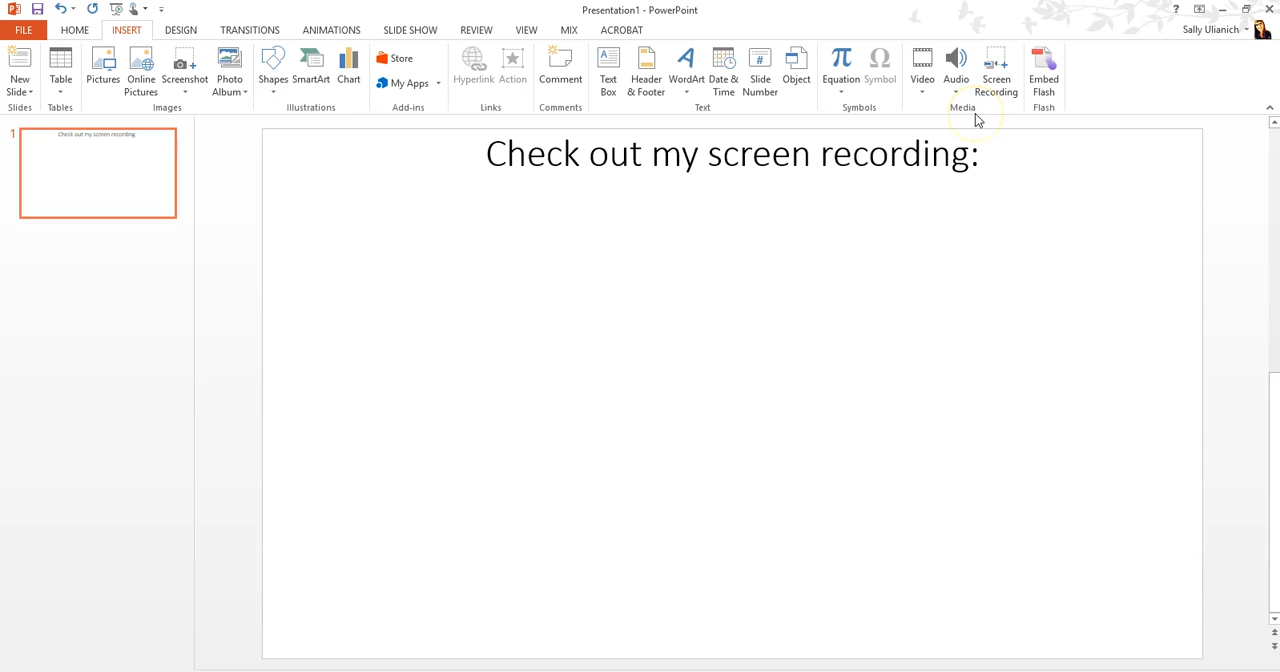 Presentation1 - PowerPoint
?
FILE HOME INSERT DESIGN TRANSITIONS ANIMATIONS SLIDE SHOW REVIEW VIEW MIX ACROBAT
Sally Ulianich
New Slide
Slides
Table
Tables
Pictures
Online Pictures
Screenshot
Photo Album
Images
Shapes
SmartArt
Chart
Illustrations
Store
My Apps
Add-ins
Hyperlink
Action
Links
Comment
Comments
Text Box
Header & Footer
WordArt
Date & Time
Slide Number
Object
Text
Equation
Symbol
Symbols
Video
Audio
Screen Recording
Media
Embed Flash
Flash
1
Check out my screen recording:
Check out my screen recording: